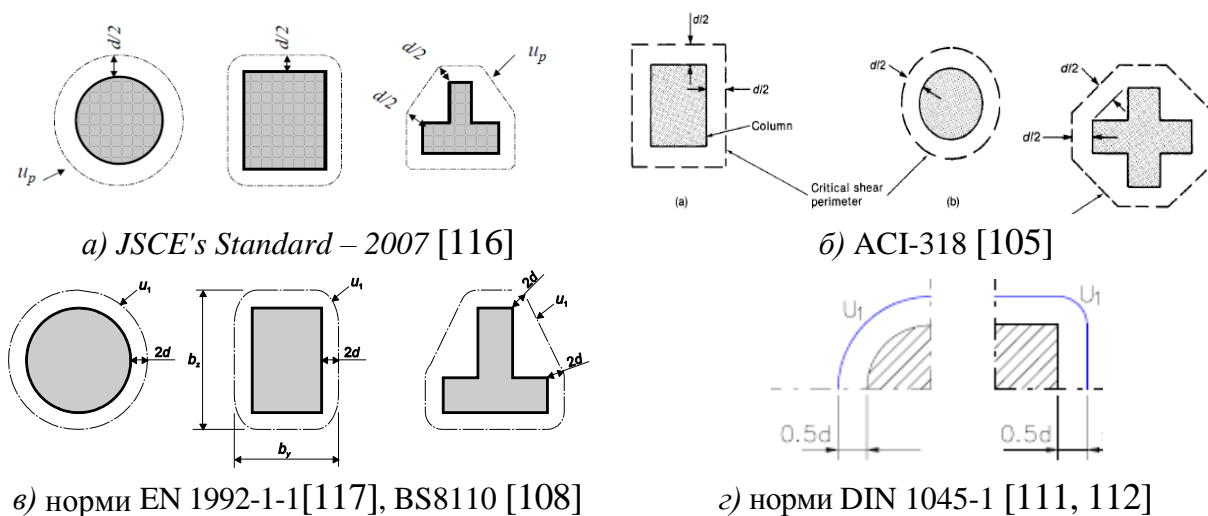 d/2
d/2
d/2
d/2
u_p
u_p
а) JSCE's Standard – 2007 [116]
d/2
d/2
Column
Critical shear
perimeter
(a)
d/2
(b)
d/2
d/2
б) ACI-318 [105]
u₁
2d
b_z
u₁
2d
b_y
2d
u₁
2d
в) норми EN 1992-1-1[117], BS8110 [108]
U₁
U₁
0.5d
0.5d
г) норми DIN 1045-1 [111, 112]